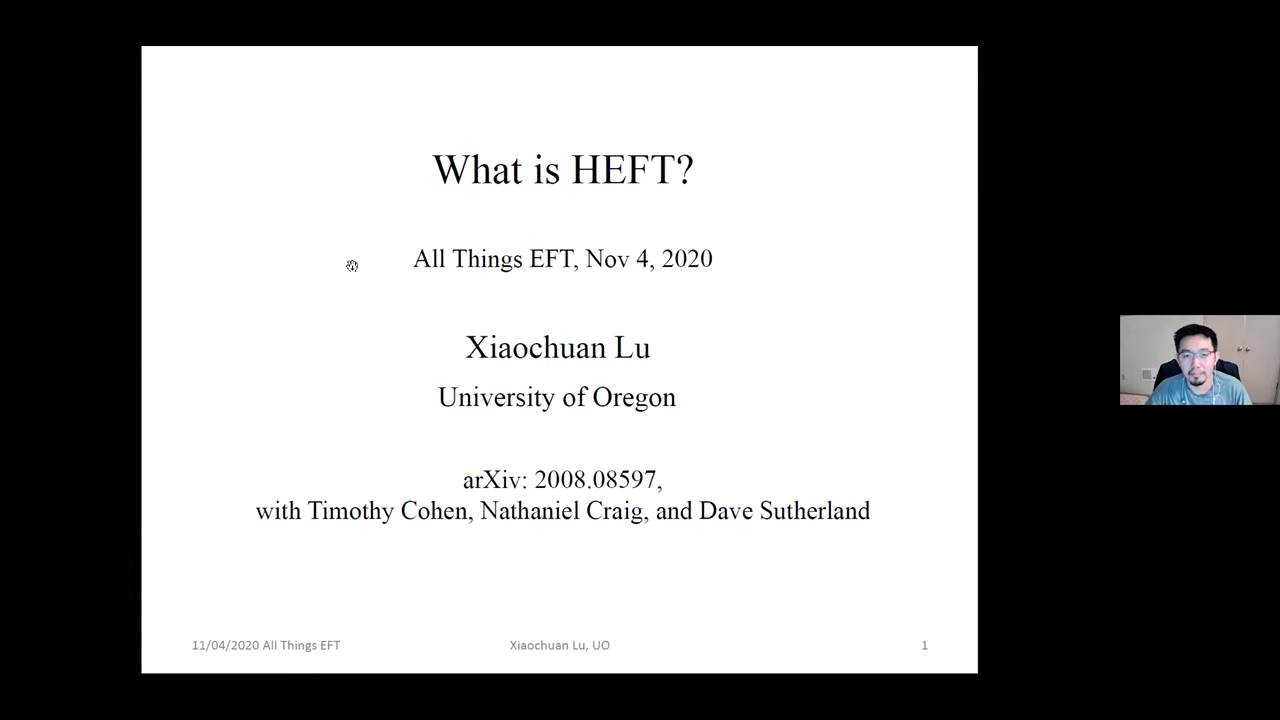 What is HEFT?
All Things EFT, Nov 4, 2020
Xiaochuan Lu
University of Oregon
arXiv: 2008.08597,
with Timothy Cohen, Nathaniel Craig, and Dave Sutherland
11/04/2020 All Things EFT
Xiaochuan Lu, UO
1